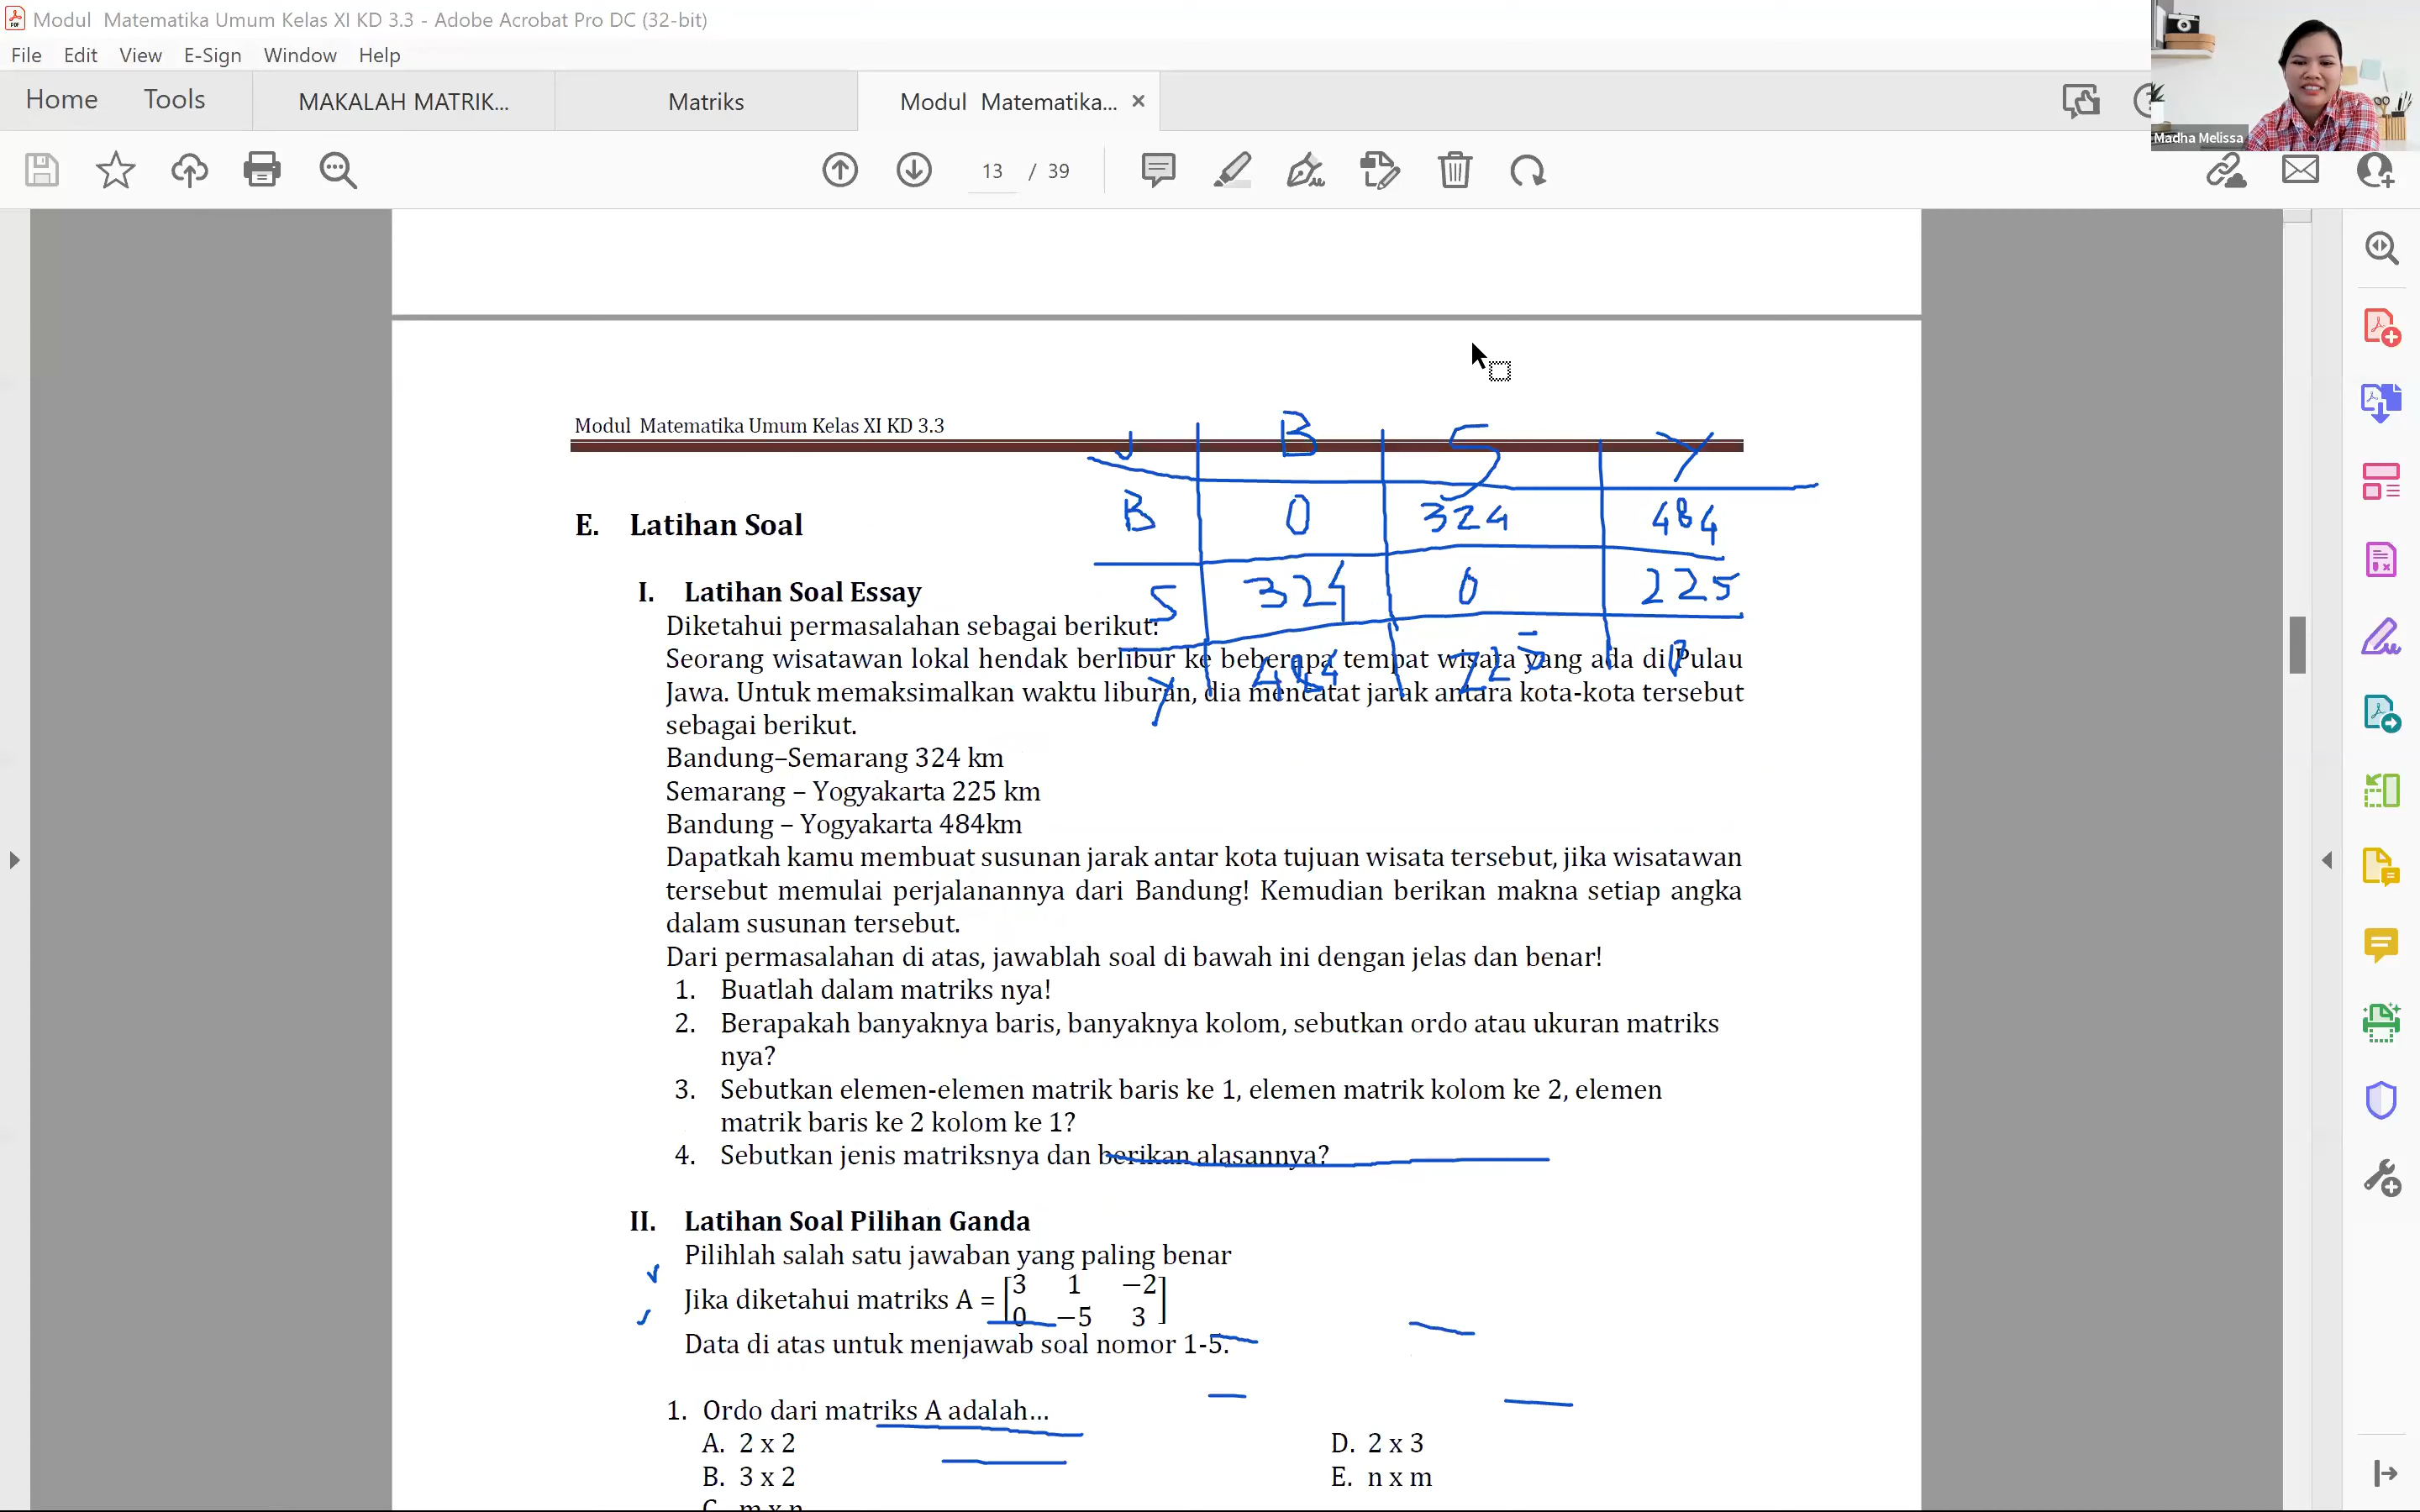 Modul  Matematika Umum Kelas XI KD 3.3 - Adobe Acrobat Pro DC (32-bit)
File Edit View E-Sign Window Help
Home Tools MAKALAH MATRIK... Matriks Modul  Matematika... ×
Madha Melissa
13 / 39
Modul  Matematika Umum Kelas XI KD 3.3
J B S Y
B 0 324 484
S 324 0 225
Y 484 225 0
E. Latihan Soal
I. Latihan Soal Essay
Diketahui permasalahan sebagai berikut:
Seorang wisatawan lokal hendak berlibur ke beberapa tempat wisata yang ada di Pulau
Jawa. Untuk memaksimalkan waktu liburan, dia mencatat jarak antara kota-kota tersebut
sebagai berikut.
Bandung–Semarang 324 km
Semarang – Yogyakarta 225 km
Bandung – Yogyakarta 484km
Dapatkah kamu membuat susunan jarak antar kota tujuan wisata tersebut, jika wisatawan
tersebut memulai perjalanannya dari Bandung! Kemudian berikan makna setiap angka
dalam susunan tersebut.
Dari permasalahan di atas, jawablah soal di bawah ini dengan jelas dan benar!
1. Buatlah dalam matriks nya!
2. Berapakah banyaknya baris, banyaknya kolom, sebutkan ordo atau ukuran matriks
nya?
3. Sebutkan elemen-elemen matrik baris ke 1, elemen matrik kolom ke 2, elemen
matrik baris ke 2 kolom ke 1?
4. Sebutkan jenis matriksnya dan berikan alasannya?
II. Latihan Soal Pilihan Ganda
Pilihlah salah satu jawaban yang paling benar
Jika diketahui matriks A = [3 1 −2
0 −5 3]
Data di atas untuk menjawab soal nomor 1-5.
1. Ordo dari matriks A adalah…
A. 2 x 2 D. 2 x 3
B. 3 x 2 E. n x m
C. m x n